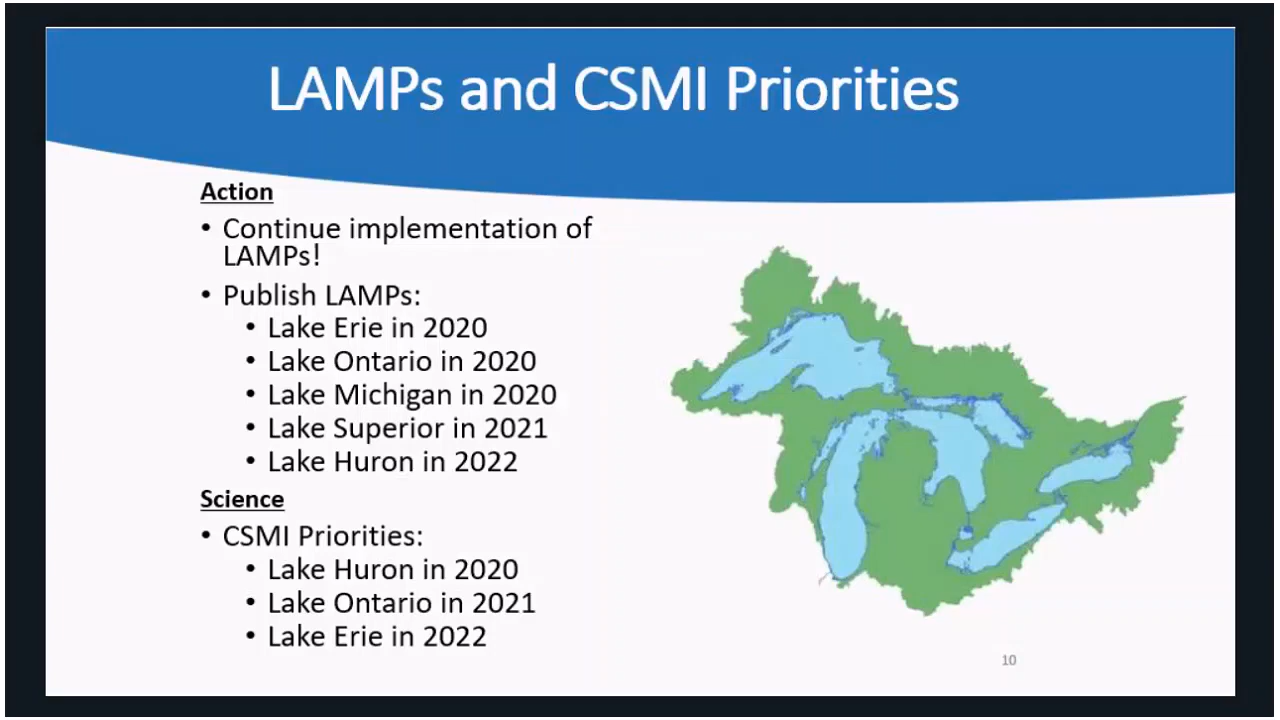 LAMPs and CSMI Priorities
Action
• Continue implementation of
LAMPs!
• Publish LAMPs:
• Lake Erie in 2020
• Lake Ontario in 2020
• Lake Michigan in 2020
• Lake Superior in 2021
• Lake Huron in 2022
Science
• CSMI Priorities:
• Lake Huron in 2020
• Lake Ontario in 2021
• Lake Erie in 2022
10